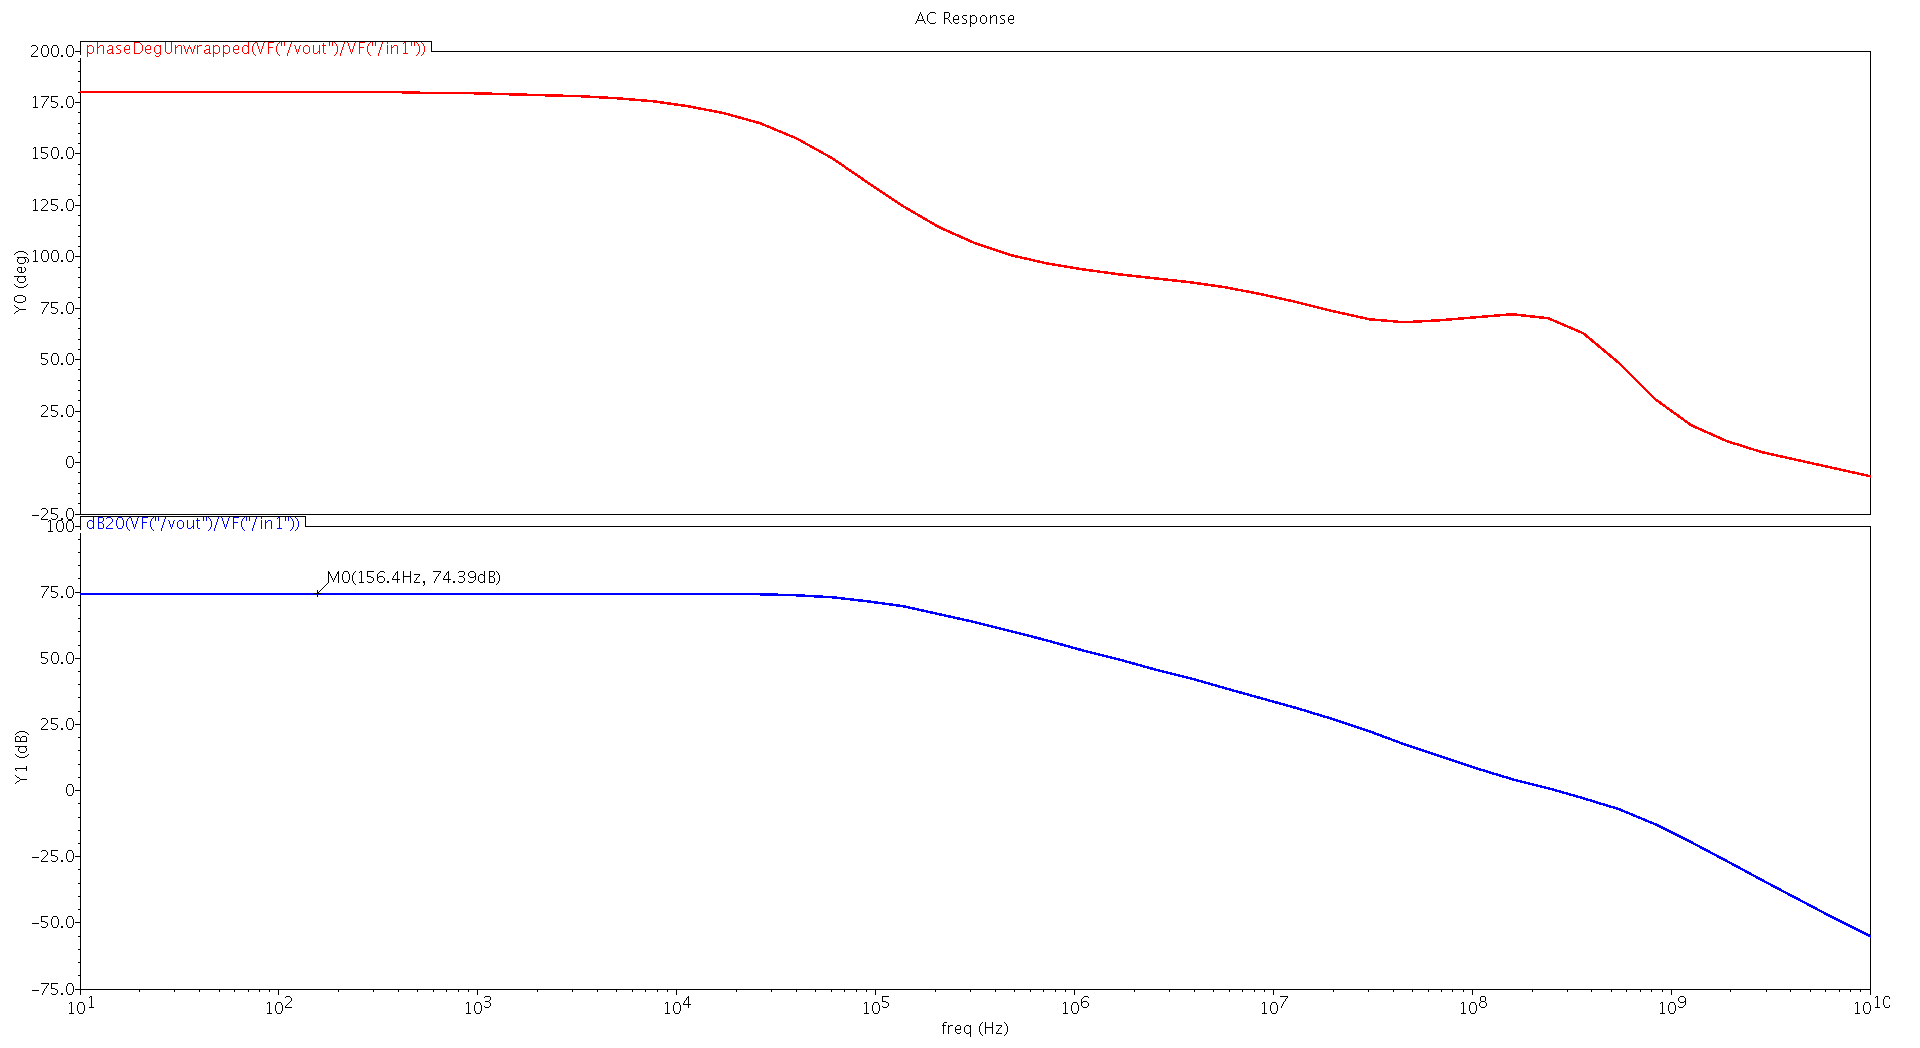 AC Response
phaseDegUnwrapped(VF("/vout")/VF("/in1"))
200.0
175.0
150.0
125.0
100.0
75.0
50.0
25.0
0
-25.0
Y0 (deg)
dB20(VF("/vout")/VF("/in1"))
M0(156.4Hz, 74.39dB)
100
75.0
50.0
25.0
0
-25.0
-50.0
-75.0
Y1 (dB)
10^1 10^2 10^3 10^4 10^5 10^6 10^7 10^8 10^9 10^10
freq (Hz)